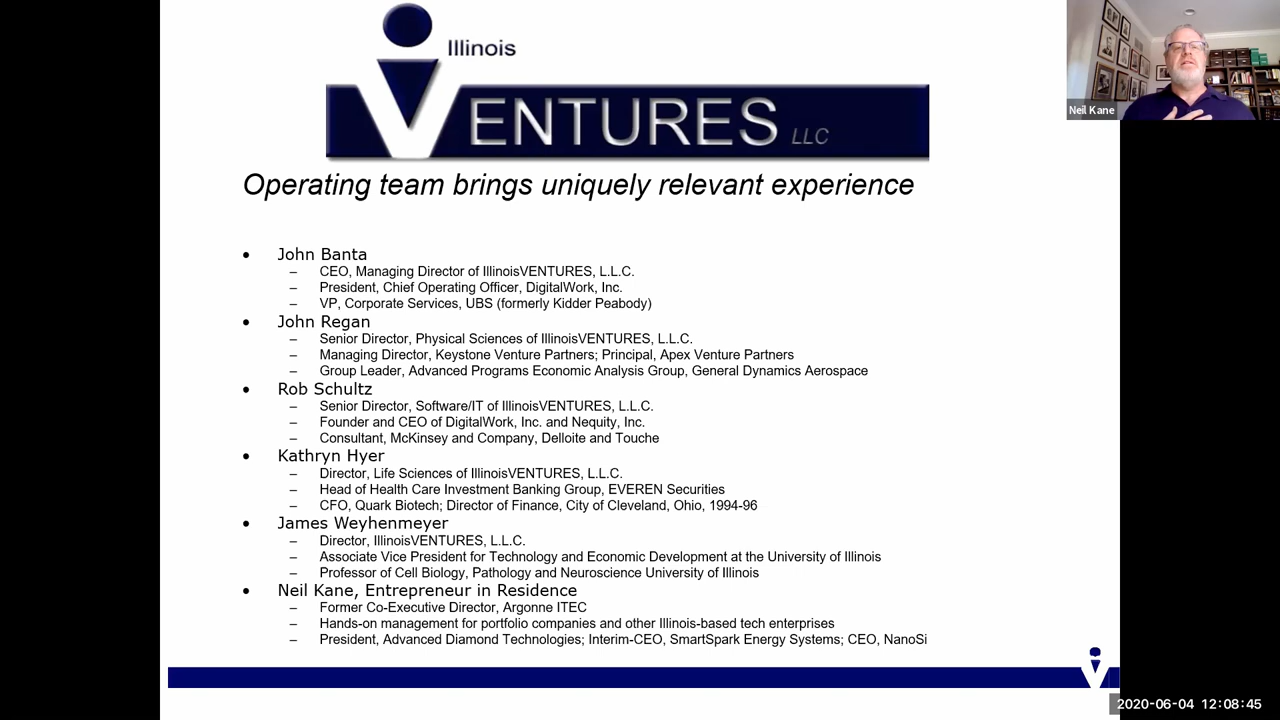 Illinois
VENTURES LLC
Operating team brings uniquely relevant experience
• John Banta
– CEO, Managing Director of IllinoisVENTURES, L.L.C.
– President, Chief Operating Officer, DigitalWork, Inc.
– VP, Corporate Services, UBS (formerly Kidder Peabody)
• John Regan
– Senior Director, Physical Sciences of IllinoisVENTURES, L.L.C.
– Managing Director, Keystone Venture Partners; Principal, Apex Venture Partners
– Group Leader, Advanced Programs Economic Analysis Group, General Dynamics Aerospace
• Rob Schultz
– Senior Director, Software/IT of IllinoisVENTURES, L.L.C.
– Founder and CEO of DigitalWork, Inc. and Nequity, Inc.
– Consultant, McKinsey and Company, Delloite and Touche
• Kathryn Hyer
– Director, Life Sciences of IllinoisVENTURES, L.L.C.
– Head of Health Care Investment Banking Group, EVEREN Securities
– CFO, Quark Biotech; Director of Finance, City of Cleveland, Ohio, 1994-96
• James Weyhenmeyer
– Director, IllinoisVENTURES, L.L.C.
– Associate Vice President for Technology and Economic Development at the University of Illinois
– Professor of Cell Biology, Pathology and Neuroscience University of Illinois
• Neil Kane, Entrepreneur in Residence
– Former Co-Executive Director, Argonne ITEC
– Hands-on management for portfolio companies and other Illinois-based tech enterprises
– President, Advanced Diamond Technologies; Interim-CEO, SmartSpark Energy Systems; CEO, NanoSi
Neil Kane
2020-06-04 12:08:45